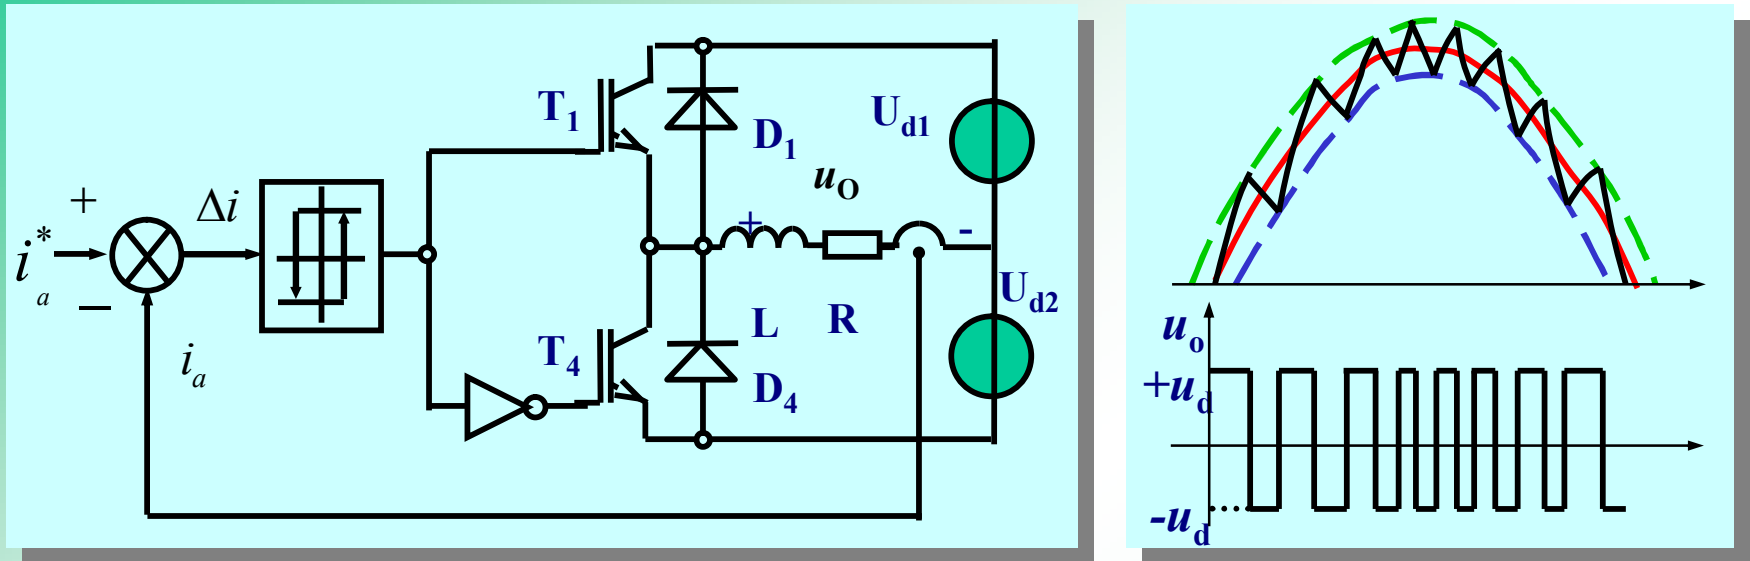 +
i*a
Δi
−
ia
T1
D1
Ud1
uO
+
-
Ud2
L
R
T4
D4
uo
+ud
-ud